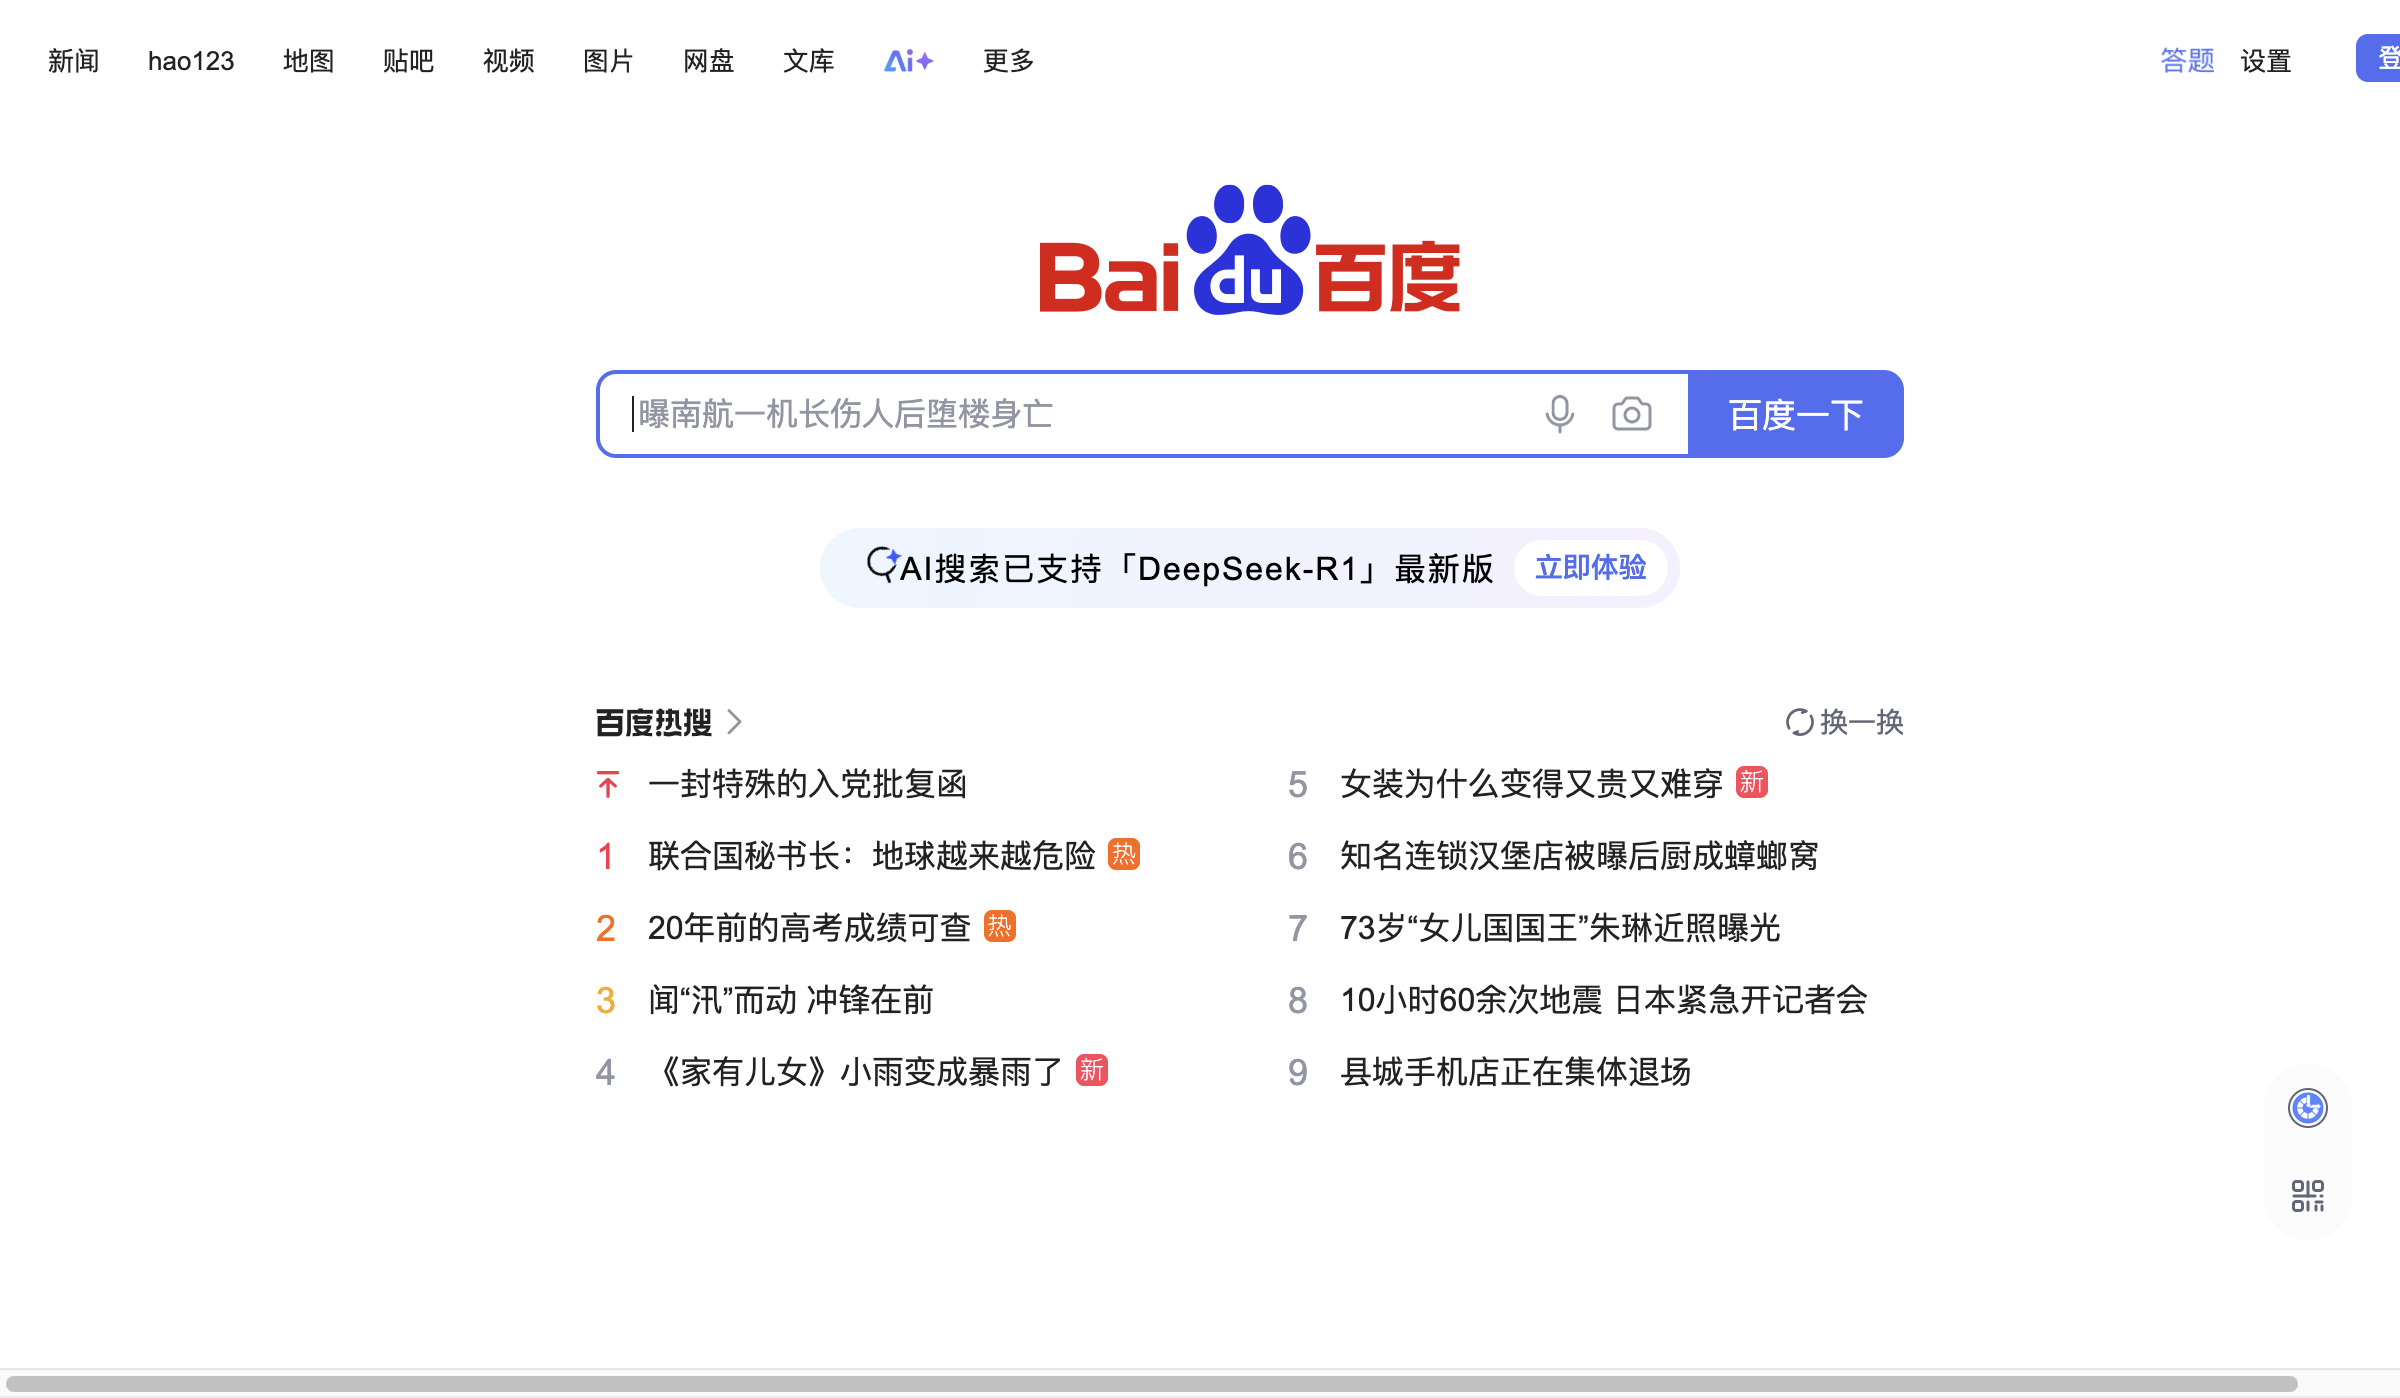 新闻 hao123 地图 贴吧 视频 图片 网盘 文库 Ai 更多 答题 设置 登
Bai du 百度
曝南航一机长伤人后堕楼身亡 百度一下
AI搜索已支持「DeepSeek-R1」最新版 立即体验
百度热搜 换一换
一封特殊的入党批复函
1 联合国秘书长：地球越来越危险 热
2 20年前的高考成绩可查 热
3 闻“汛”而动 冲锋在前
4 《家有儿女》小雨变成暴雨了 新
5 女装为什么变得又贵又难穿 新
6 知名连锁汉堡店被曝后厨成蟑螂窝
7 73岁“女儿国国王”朱琳近照曝光
8 10小时60余次地震 日本紧急开记者会
9 县城手机店正在集体退场